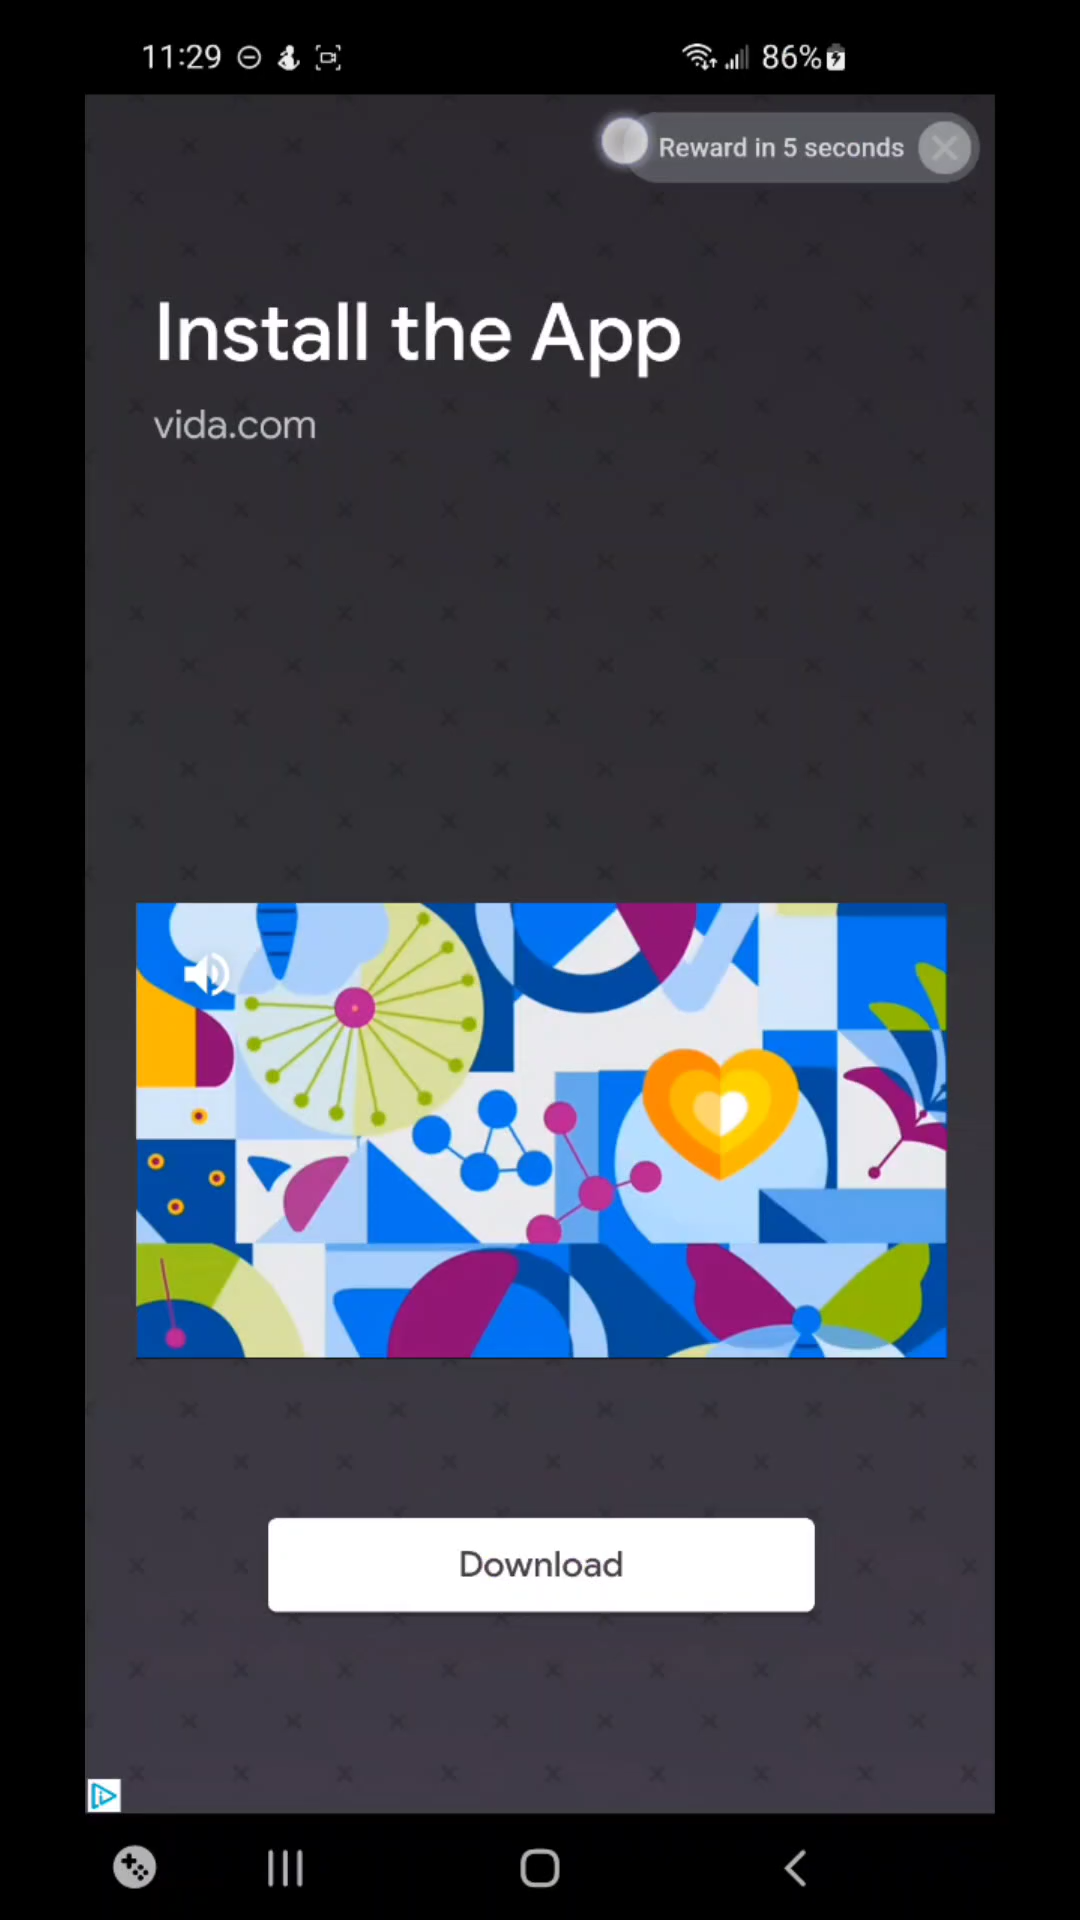 11:29
86%
Reward in 5 seconds
Install the App
vida.com
Download